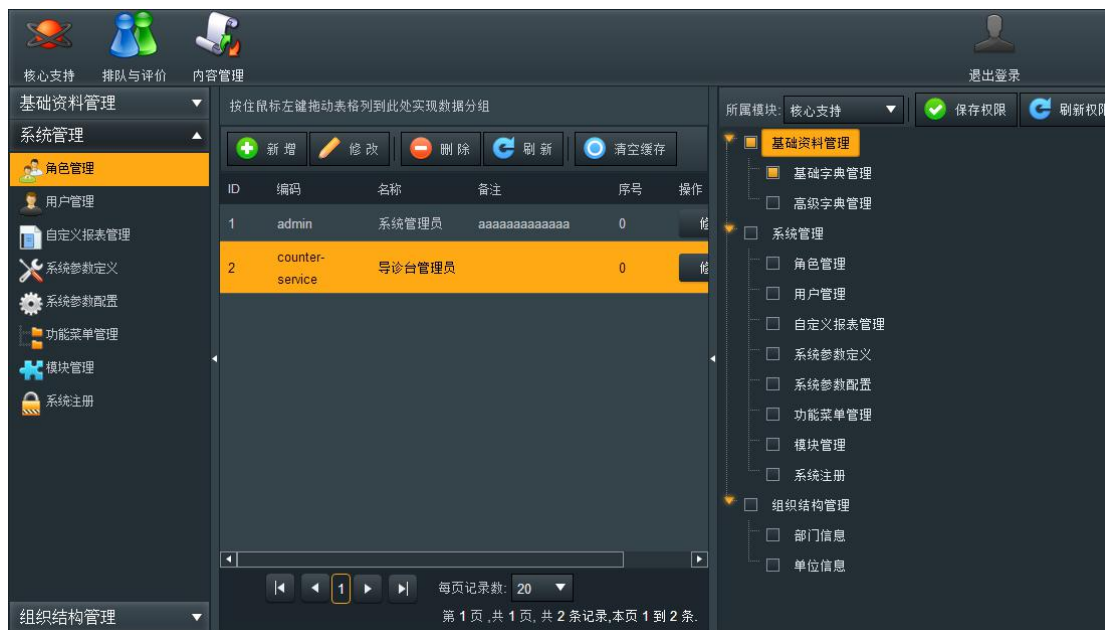 核心支持 排队与评价 内容管理 退出登录
基础资料管理
系统管理
角色管理
用户管理
自定义报表管理
系统参数定义
系统参数配置
功能菜单管理
模块管理
系统注册
组织结构管理
按住鼠标左键拖动表格列到此处实现数据分组
新增 修改 删除 刷新 清空缓存
ID 编码 名称 备注 序号 操作
1 admin 系统管理员 aaaaaaaaaaaaa 0
2 counter-service 导诊台管理员 0
1 每页记录数: 20
第 1 页 ,共 1 页, 共 2 条记录,本页 1 到 2 条.
所属模块: 核心支持 保存权限 刷新权限
基础资料管理
基础字典管理
高级字典管理
系统管理
角色管理
用户管理
自定义报表管理
系统参数定义
系统参数配置
功能菜单管理
模块管理
系统注册
组织结构管理
部门信息
单位信息